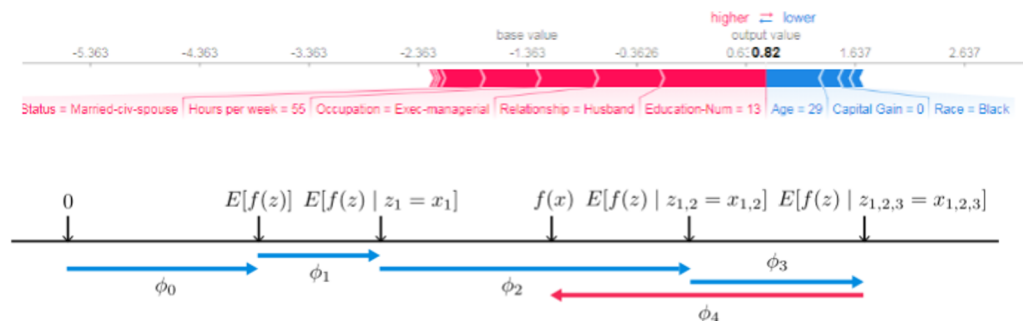 higher ⇄ lower
base value output value
-5.363 -4.363 -3.363 -2.363 -1.363 -0.3626 0.82 1.637 2.637
Status = Married-civ-spouse Hours per week = 55 Occupation = Exec-managerial Relationship = Husband Education-Num = 13 Age = 29 Capital Gain = 0 Race = Black
0 E[f(z)] E[f(z) | z₁ = x₁] f(x) E[f(z) | z₁,₂ = x₁,₂] E[f(z) | z₁,₂,₃ = x₁,₂,₃]
ϕ₀ ϕ₁ ϕ₂ ϕ₃
ϕ₄